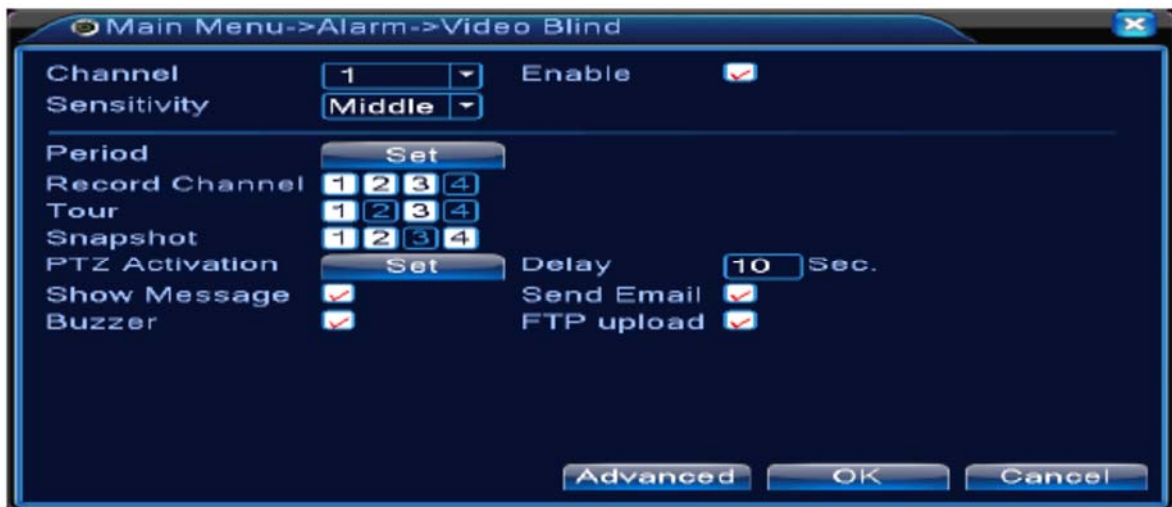 Main Menu->Alarm->Video Blind
Channel 1 Enable
Sensitivity Middle
Period Set
Record Channel 1 2 3 4
Tour 1 2 3 4
Snapshot 1 2 3 4
PTZ Activation Set Delay 10 Sec.
Show Message Send Email
Buzzer FTP upload
Advanced OK Cancel